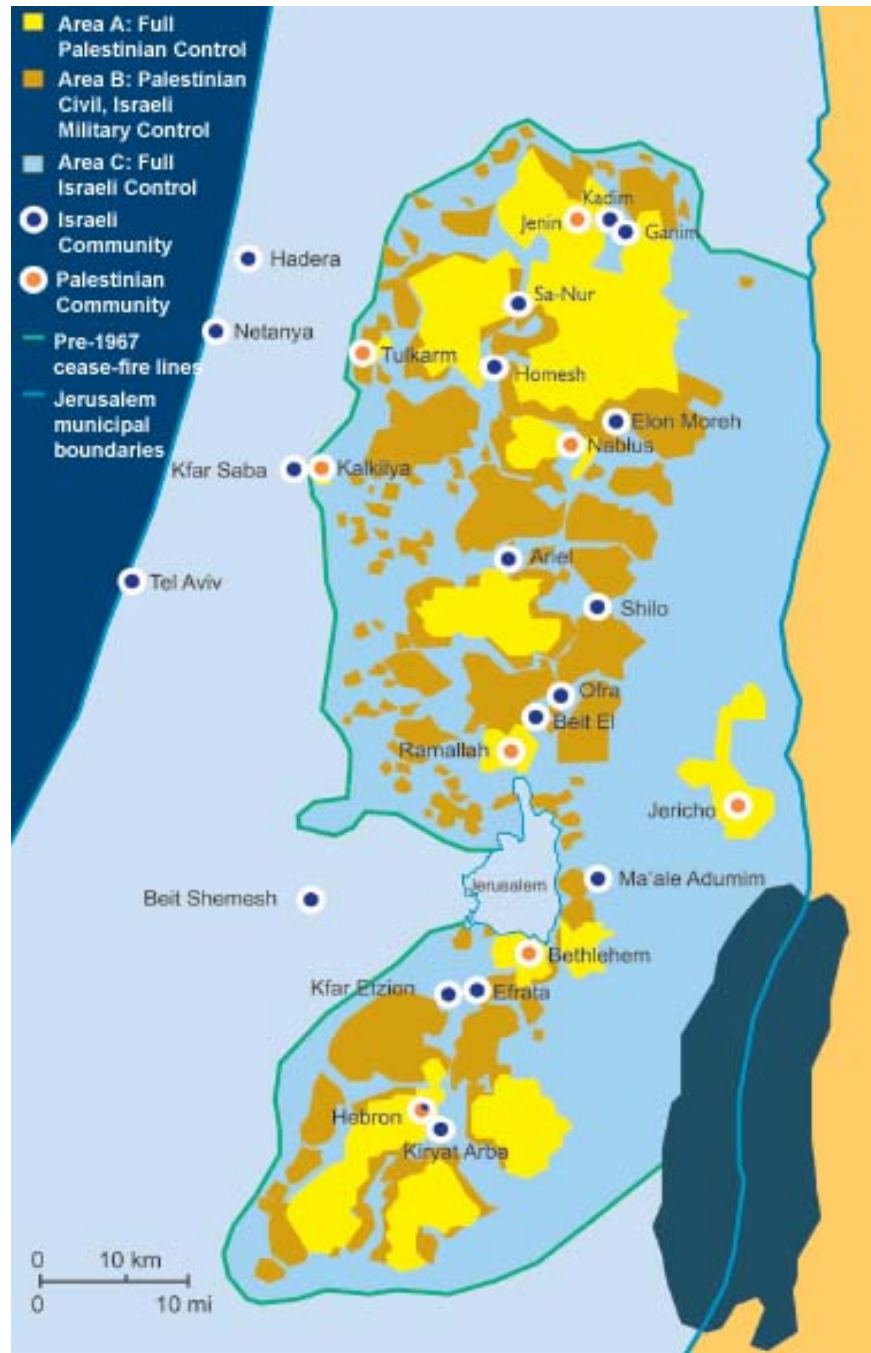 Area A: Full
Palestinian Control
Area B: Palestinian
Civil, Israeli
Military Control
Area C: Full
Israeli Control
Israeli
Community
Palestinian
Community
Pre-1967
cease-fire lines
Jerusalem
municipal
boundaries
Kadim
Jenin
Ganim
Hadera
Sa-Nur
Netanya
Tulkarm
Homesh
Elon Moreh
Nablus
Kfar Saba
Kalkilya
Ariel
Tel Aviv
Shilo
Ofra
Beit El
Ramallah
Jericho
Ma'ale Adumim
Jerusalem
Beit Shemesh
Bethlehem
Kfar Etzion
Efrata
Hebron
Kiryat Arba
0 10 km
0 10 mi